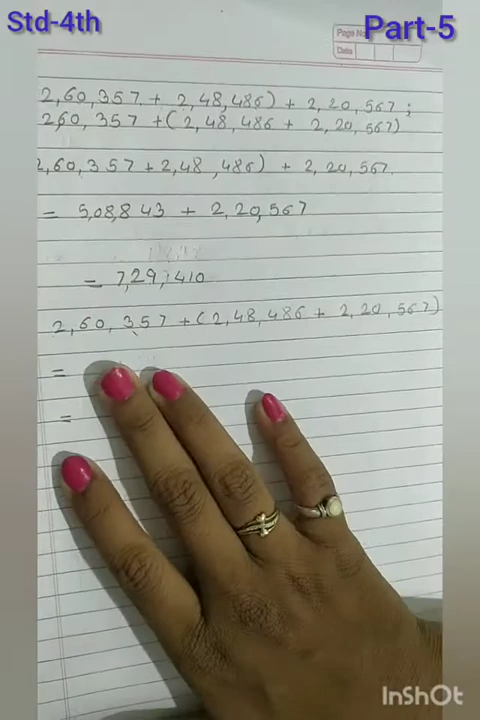 Std-4th
Part-5
Page No.
Date
2,60,357 + 2,48,486) + 2,20,567 ;
260,357 +(2,48,486 + 2,20,567)
2,60,357 + 2,48,486) + 2,20,567.
= 5,08,843 + 2,20,567
= 7,29,410
2,60,357 + (2,48,486 + 2,20,567)
=
=
InShOt